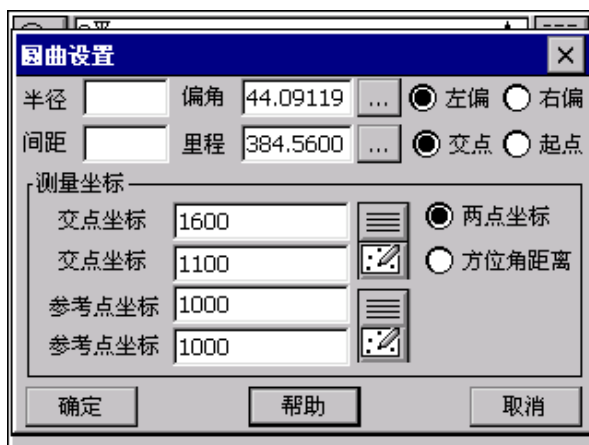 圆曲设置
半径 偏角 44.09119 ... 左偏 右偏
间距 里程 384.5600 ... 交点 起点
测量坐标
交点坐标 1600 两点坐标
交点坐标 1100 方位角距离
参考点坐标 1000
参考点坐标 1000
确定 帮助 取消